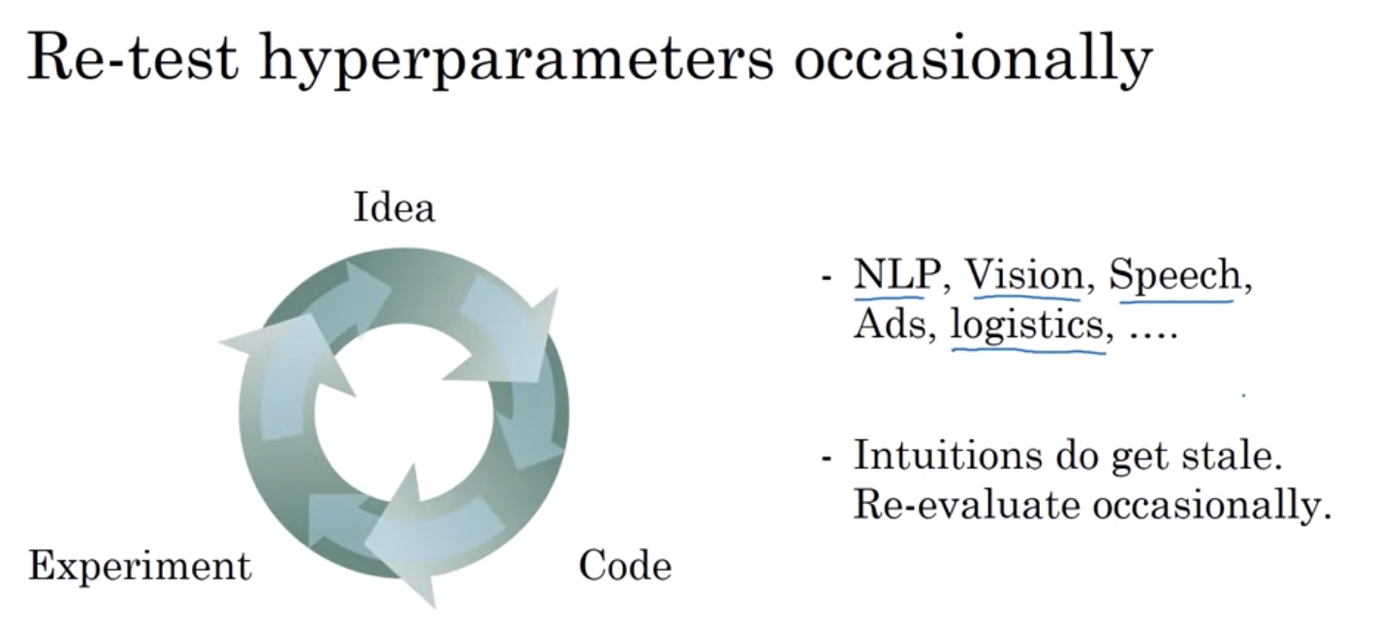 Re-test hyperparameters occasionally
Idea
Experiment
Code
- NLP, Vision, Speech,
Ads, logistics, ....
- Intuitions do get stale.
Re-evaluate occasionally.